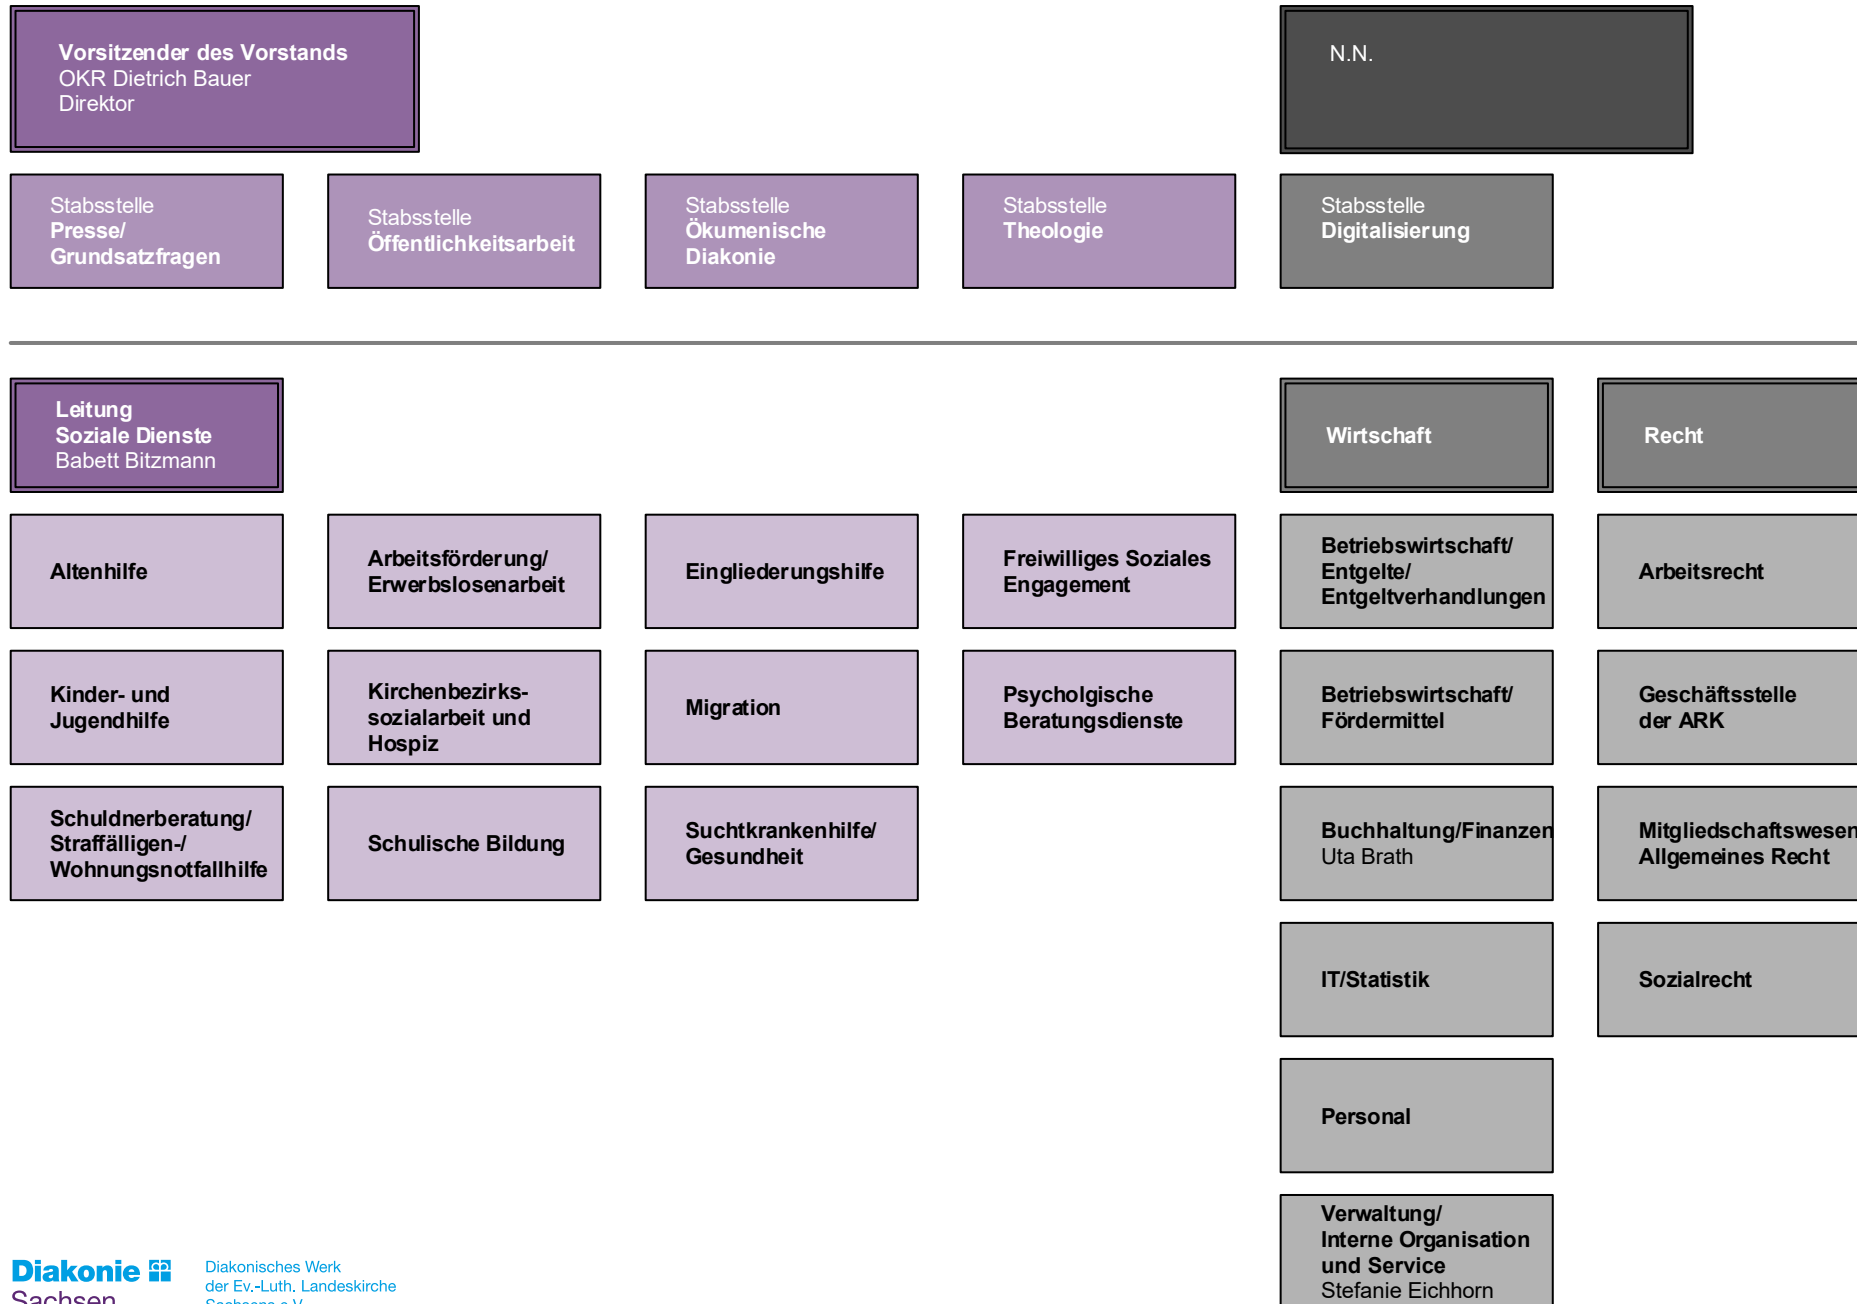 Vorsitzender des Vorstands
OKR Dietrich Bauer
Direktor
N.N.
Stabsstelle
Presse/
Grundsatzfragen
Stabsstelle
Öffentlichkeitsarbeit
Stabsstelle
Ökumenische
Diakonie
Stabsstelle
Theologie
Stabsstelle
Digitalisierung
Leitung
Soziale Dienste
Babett Bitzmann
Wirtschaft
Recht
Altenhilfe
Arbeitsförderung/
Erwerbslosenarbeit
Eingliederungshilfe
Freiwilliges Soziales
Engagement
Betriebswirtschaft/
Entgelte/
Entgeltverhandlungen
Arbeitsrecht
Kinder- und
Jugendhilfe
Kirchenbezirks-
sozialarbeit und
Hospiz
Migration
Psycholgische
Beratungsdienste
Betriebswirtschaft/
Fördermittel
Geschäftsstelle
der ARK
Schuldnerberatung/
Straffälligen-/
Wohnungsnotfallhilfe
Schulische Bildung
Suchtkrankenhilfe/
Gesundheit
Buchhaltung/Finanzen
Uta Brath
Mitgliedschaftswesen
Allgemeines Recht
IT/Statistik
Sozialrecht
Personal
Verwaltung/
Interne Organisation
und Service
Stefanie Eichhorn
Diakonie
Sachsen
Diakonisches Werk
der Ev.-Luth. Landeskirche
Sachsens e.V.